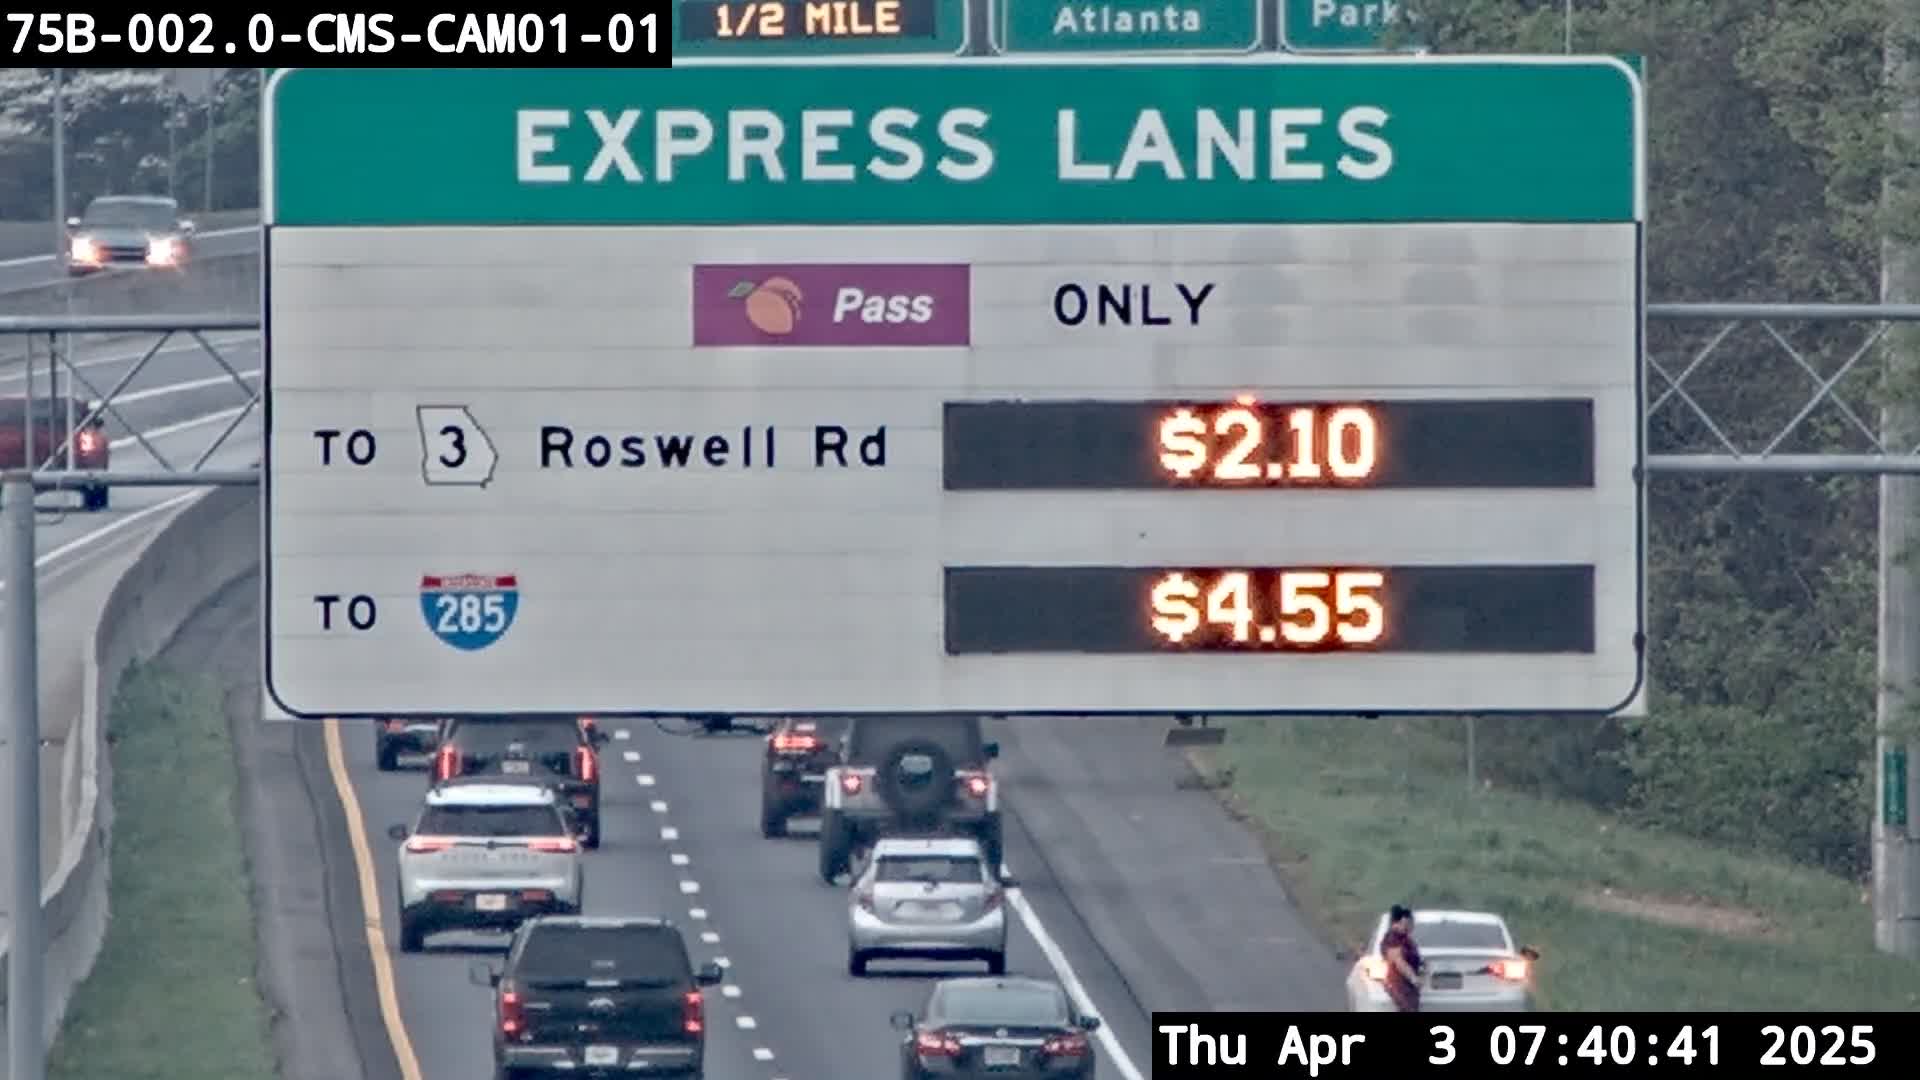 75B-002.0-CMS-CAM01-01
1/2 MILE
Atlanta
Park
EXPRESS LANES
Pass ONLY
TO 3 Roswell Rd $2.10
TO 285 $4.55
Thu Apr 3 07:40:41 2025